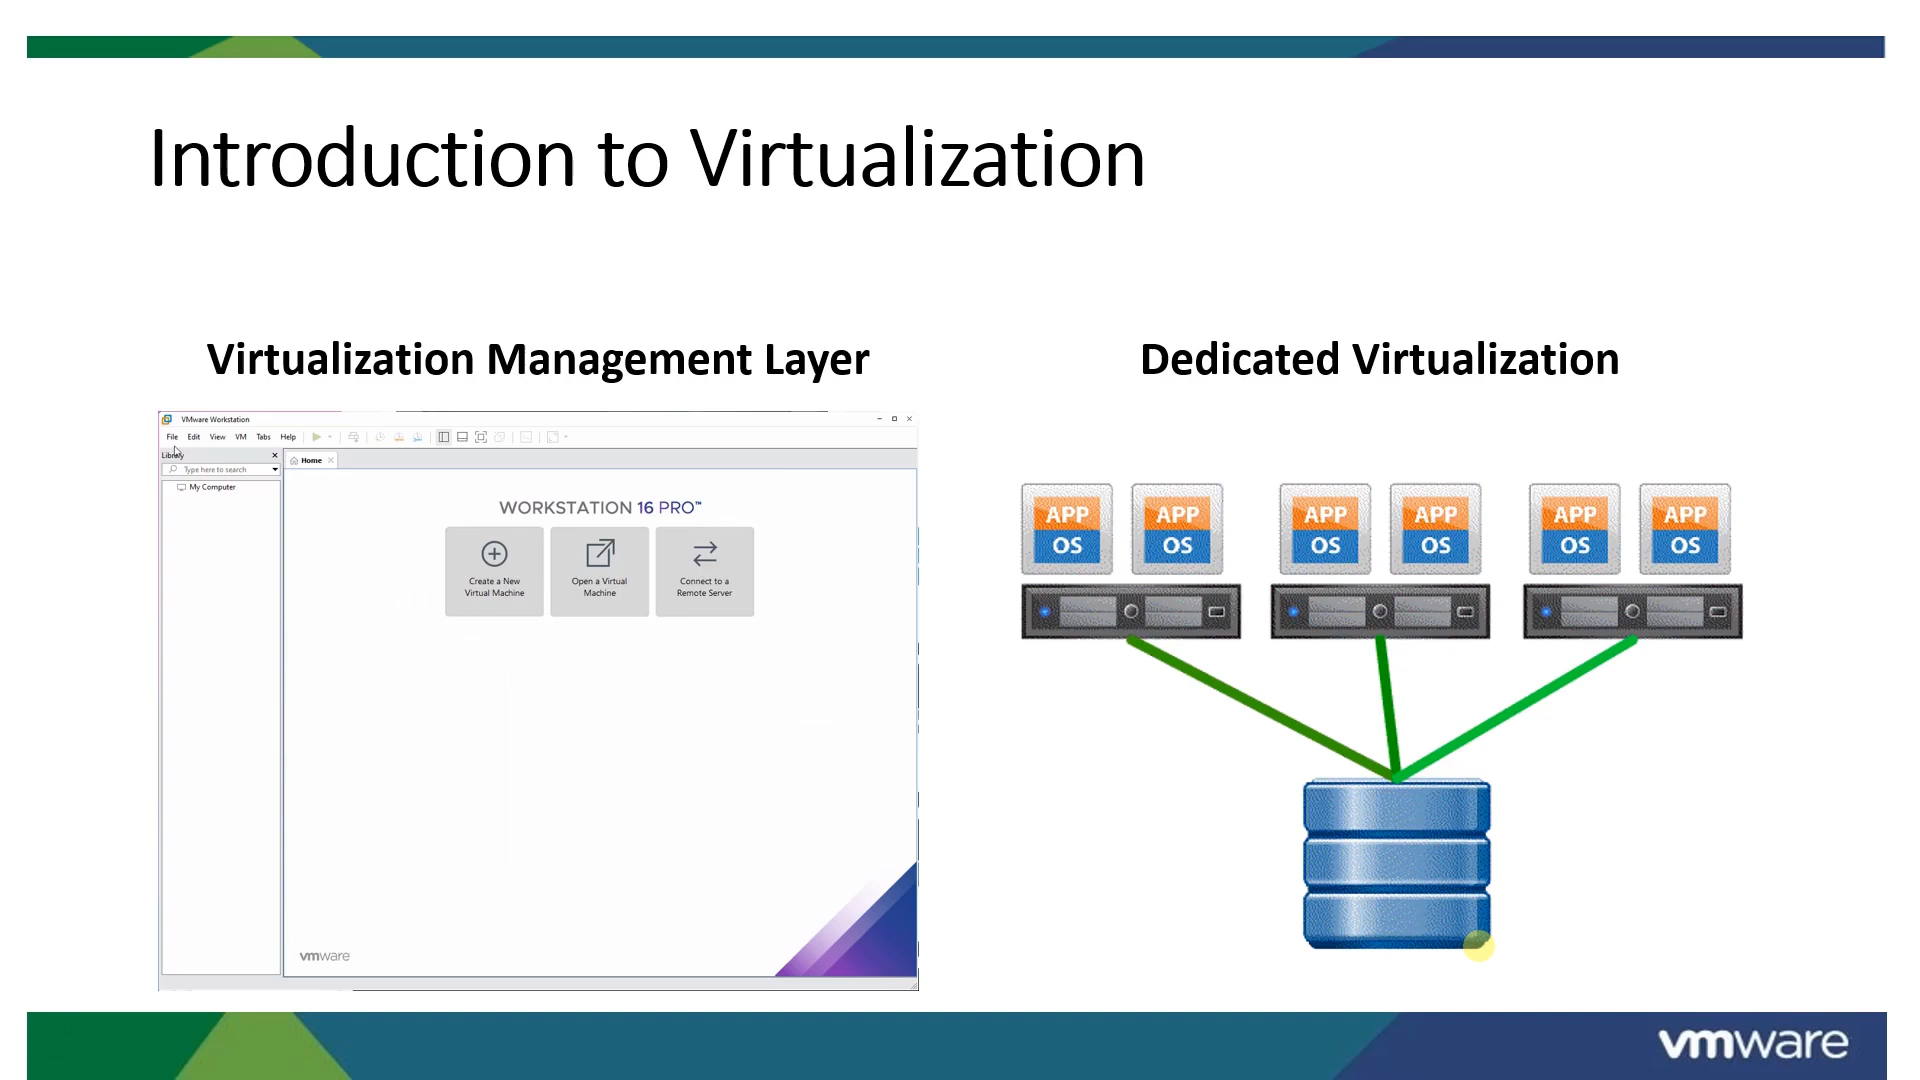 Introduction to Virtualization
Virtualization Management Layer
Dedicated Virtualization
VMware Workstation
File Edit View VM Tabs Help
Library
Type here to search
My Computer
Home
WORKSTATION 16 PRO™
Create a New
Virtual Machine
Open a Virtual
Machine
Connect to a
Remote Server
vmware
APP APP APP APP APP APP
OS OS OS OS OS OS
vmware